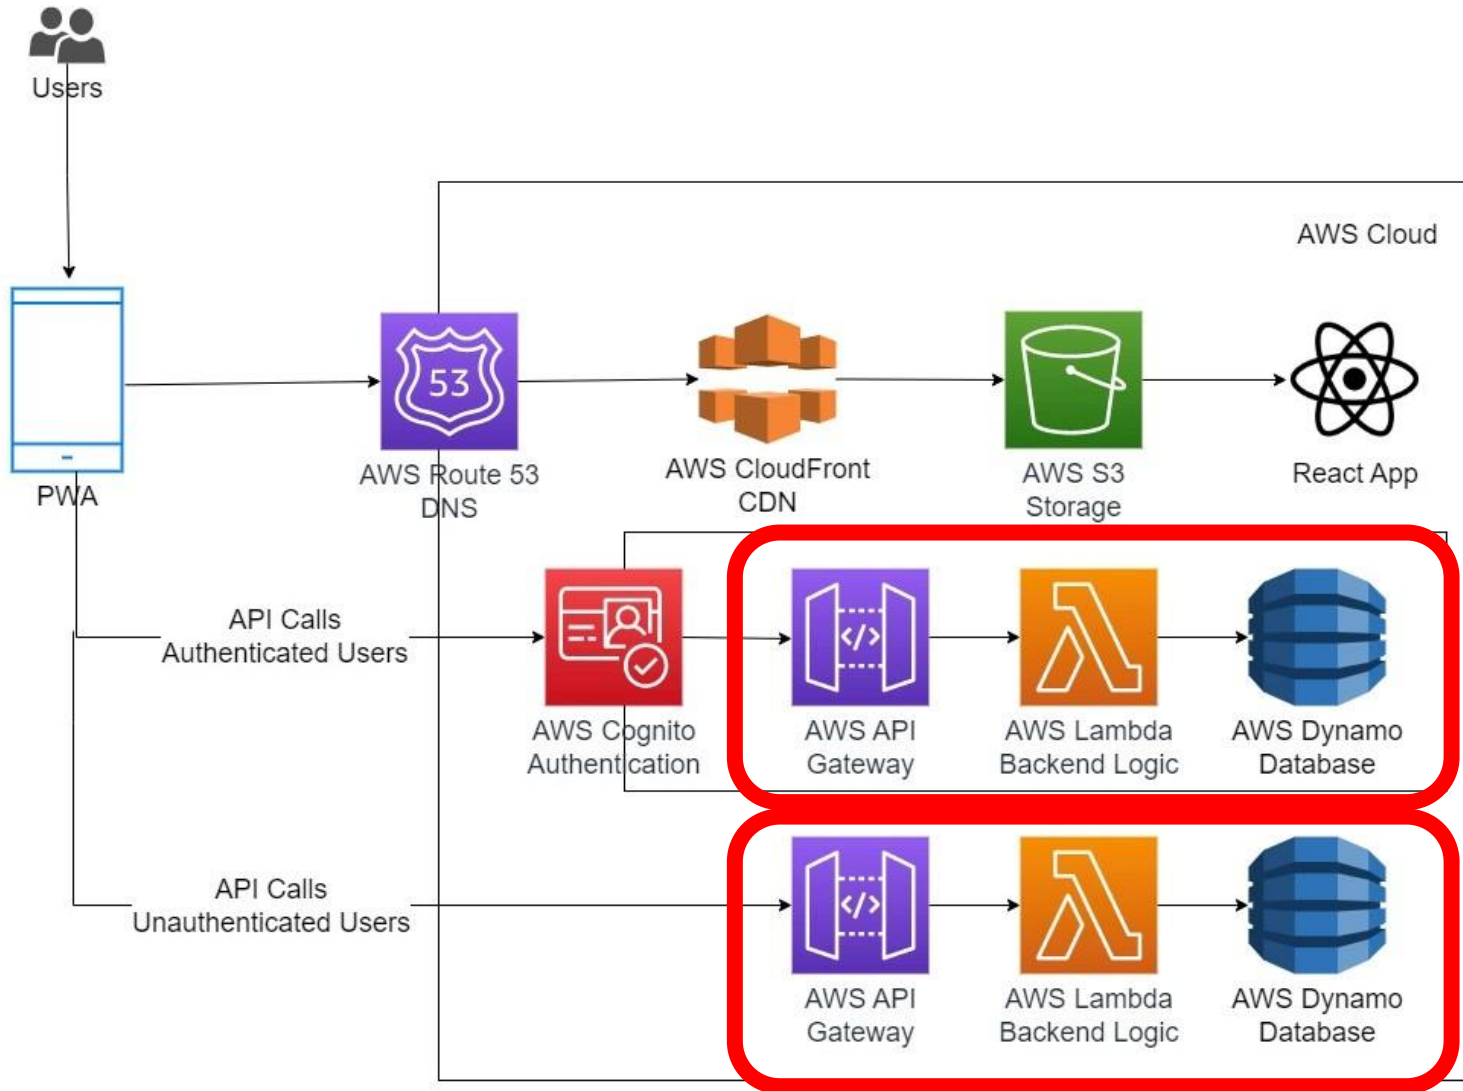 Users
AWS Cloud
53
PWA
AWS Route 53
DNS
AWS CloudFront
CDN
AWS S3
Storage
React App
API Calls
Authenticated Users
</>
AWS Cognito
Authentication
AWS API
Gateway
AWS Lambda
Backend Logic
AWS Dynamo
Database
API Calls
Unauthenticated Users
</>
AWS API
Gateway
AWS Lambda
Backend Logic
AWS Dynamo
Database